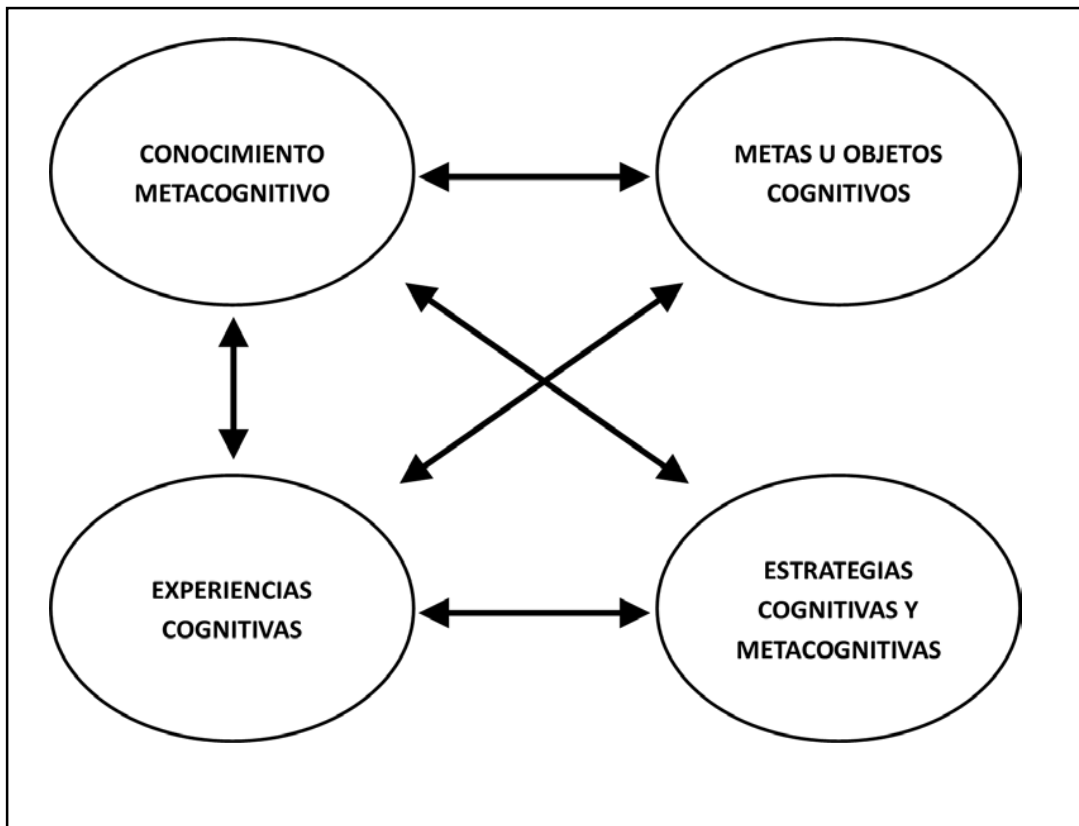 CONOCIMIENTO
METACOGNITIVO
METAS U OBJETOS
COGNITIVOS
EXPERIENCIAS
COGNITIVAS
ESTRATEGIAS
COGNITIVAS Y
METACOGNITIVAS